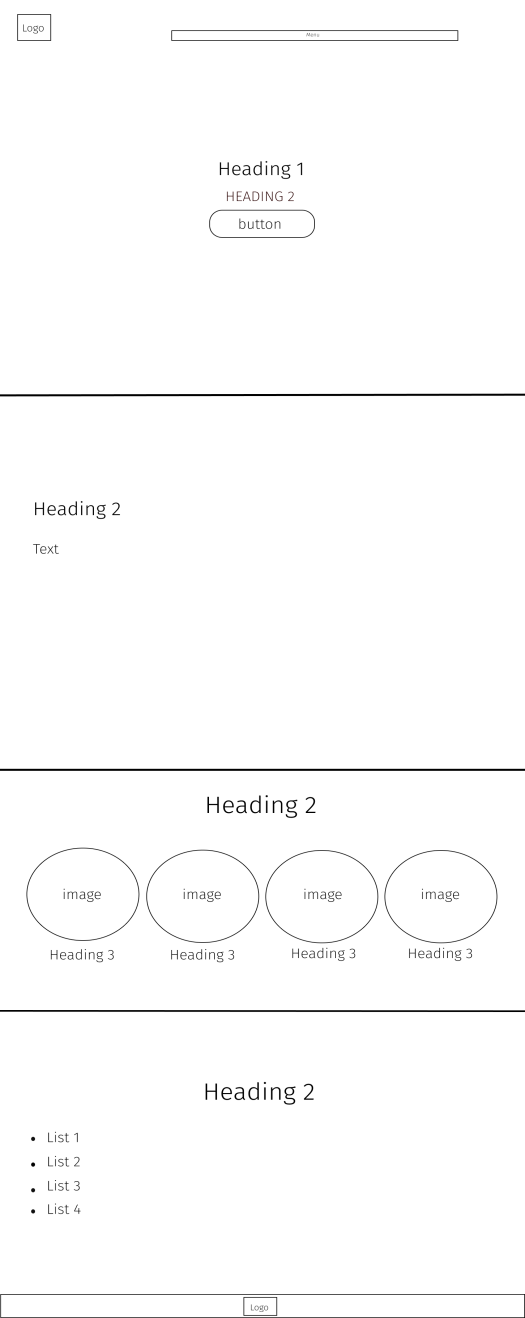 Logo
Menu
Heading 1
HEADING 2
button
Heading 2
Text
Heading 2
image image image image
Heading 3 Heading 3 Heading 3 Heading 3
Heading 2
• List 1
• List 2
• List 3
• List 4
Logo